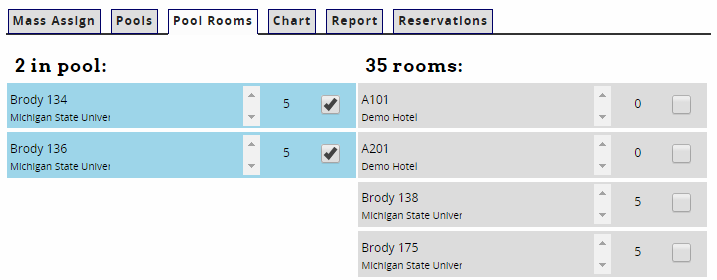 Mass Assign Pools Pool Rooms Chart Report Reservations
2 in pool:
Brody 134
Michigan State Univer
5
Brody 136
Michigan State Univer
5
35 rooms:
A101
Demo Hotel
0
A201
Demo Hotel
0
Brody 138
Michigan State Univer
5
Brody 175
Michigan State Univer
5